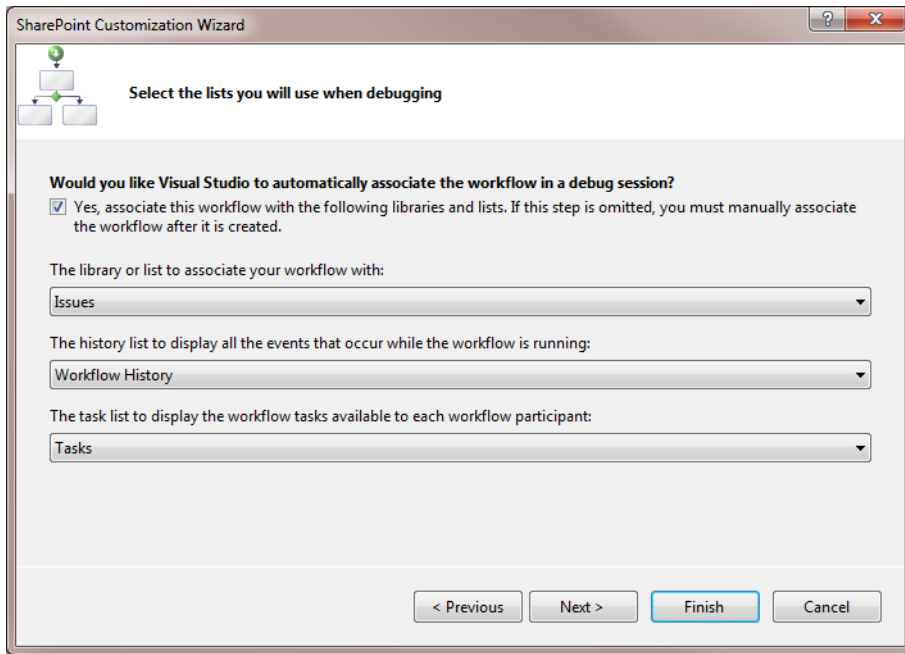 SharePoint Customization Wizard
?
Select the lists you will use when debugging
Would you like Visual Studio to automatically associate the workflow in a debug session?
Yes, associate this workflow with the following libraries and lists. If this step is omitted, you must manually associate
the workflow after it is created.
The library or list to associate your workflow with:
Issues
The history list to display all the events that occur while the workflow is running:
Workflow History
The task list to display the workflow tasks available to each workflow participant:
Tasks
< Previous Next > Finish Cancel